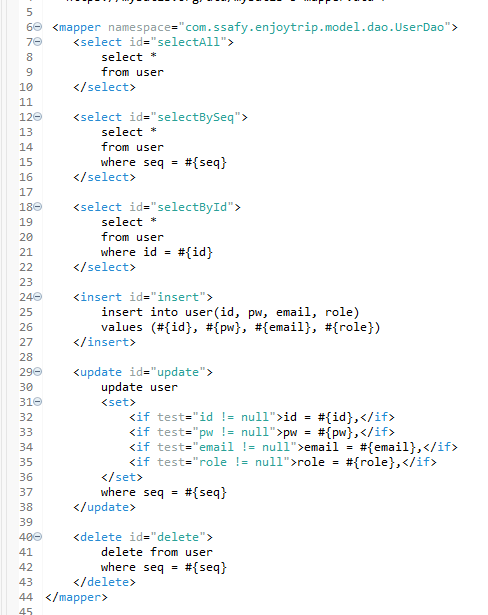 5
6 <mapper namespace="com.ssafy.enjoytrip.model.dao.UserDao">
7 <select id="selectAll">
8 select *
9 from user
10 </select>
11
12 <select id="selectBySeq">
13 select *
14 from user
15 where seq = #{seq}
16 </select>
17
18 <select id="selectById">
19 select *
20 from user
21 where id = #{id}
22 </select>
23
24 <insert id="insert">
25 insert into user(id, pw, email, role)
26 values (#{id}, #{pw}, #{email}, #{role})
27 </insert>
28
29 <update id="update">
30 update user
31 <set>
32 <if test="id != null">id = #{id},</if>
33 <if test="pw != null">pw = #{pw},</if>
34 <if test="email != null">email = #{email},</if>
35 <if test="role != null">role = #{role},</if>
36 </set>
37 where seq = #{seq}
38 </update>
39
40 <delete id="delete">
41 delete from user
42 where seq = #{seq}
43 </delete>
44 </mapper>
45